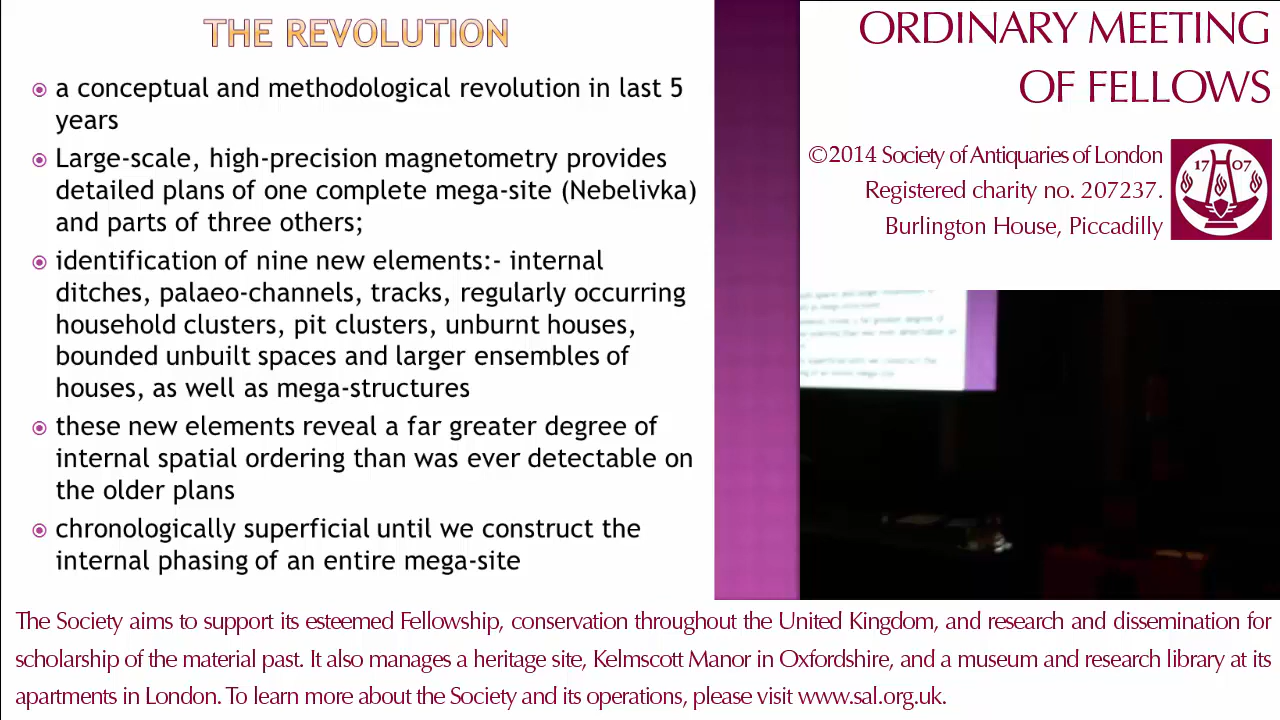 THE REVOLUTION
a conceptual and methodological revolution in last 5
years
Large-scale, high-precision magnetometry provides
detailed plans of one complete mega-site (Nebelivka)
and parts of three others;
identification of nine new elements:- internal
ditches, palaeo-channels, tracks, regularly occurring
household clusters, pit clusters, unburnt houses,
bounded unbuilt spaces and larger ensembles of
houses, as well as mega-structures
these new elements reveal a far greater degree of
internal spatial ordering than was ever detectable on
the older plans
chronologically superficial until we construct the
internal phasing of an entire mega-site
ORDINARY MEETING
OF FELLOWS
©2014 Society of Antiquaries of London
Registered charity no. 207237.
Burlington House, Piccadilly
17 07
The Society aims to support its esteemed Fellowship, conservation throughout the United Kingdom, and research and dissemination for
scholarship of the material past. It also manages a heritage site, Kelmscott Manor in Oxfordshire, and a museum and research library at its
apartments in London. To learn more about the Society and its operations, please visit www.sal.org.uk.